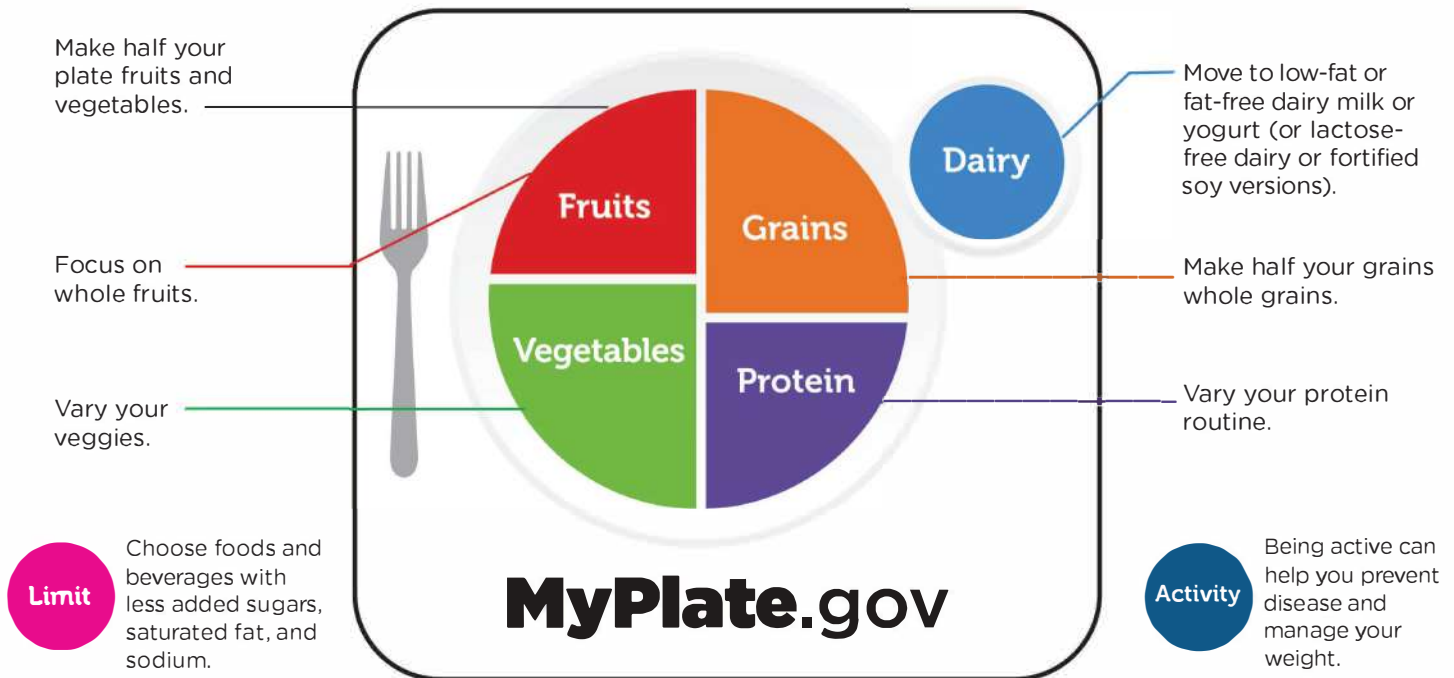 Make half your
plate fruits and
vegetables.
Focus on
whole fruits.
Vary your
veggies.
Fruits
Vegetables
Grains
Protein
Dairy
Move to low-fat or
fat-free dairy milk or
yogurt (or lactose-
free dairy or fortified
soy versions).
Make half your grains
whole grains.
Vary your protein
routine.
Limit
Choose foods and
beverages with
less added sugars,
saturated fat, and
sodium.
MyPlate.gov
Activity
Being active can
help you prevent
disease and
manage your
weight.